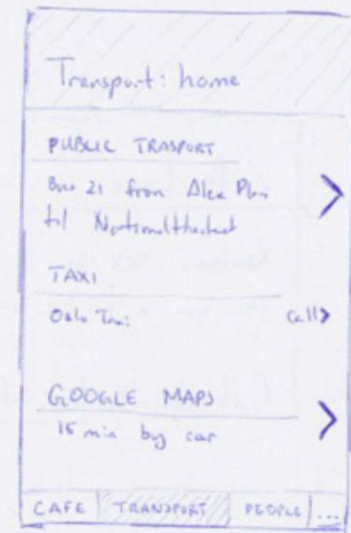 Transport: home
PUBLIC TRASPORT
Bus 21 from Alex Plas
til Nationaltheatret
TAXI
Oslo Taxi
Call>
GOOGLE MAPS
15 min by car
CAFE TRANSPORT PEOPLE ...